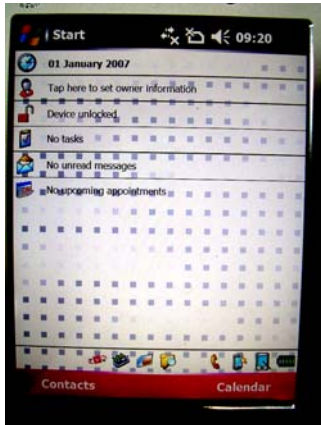 Start 09:20
01 January 2007
Tap here to set owner information
Device unlocked
No tasks
No unread messages
No upcoming appointments
Contacts Calendar